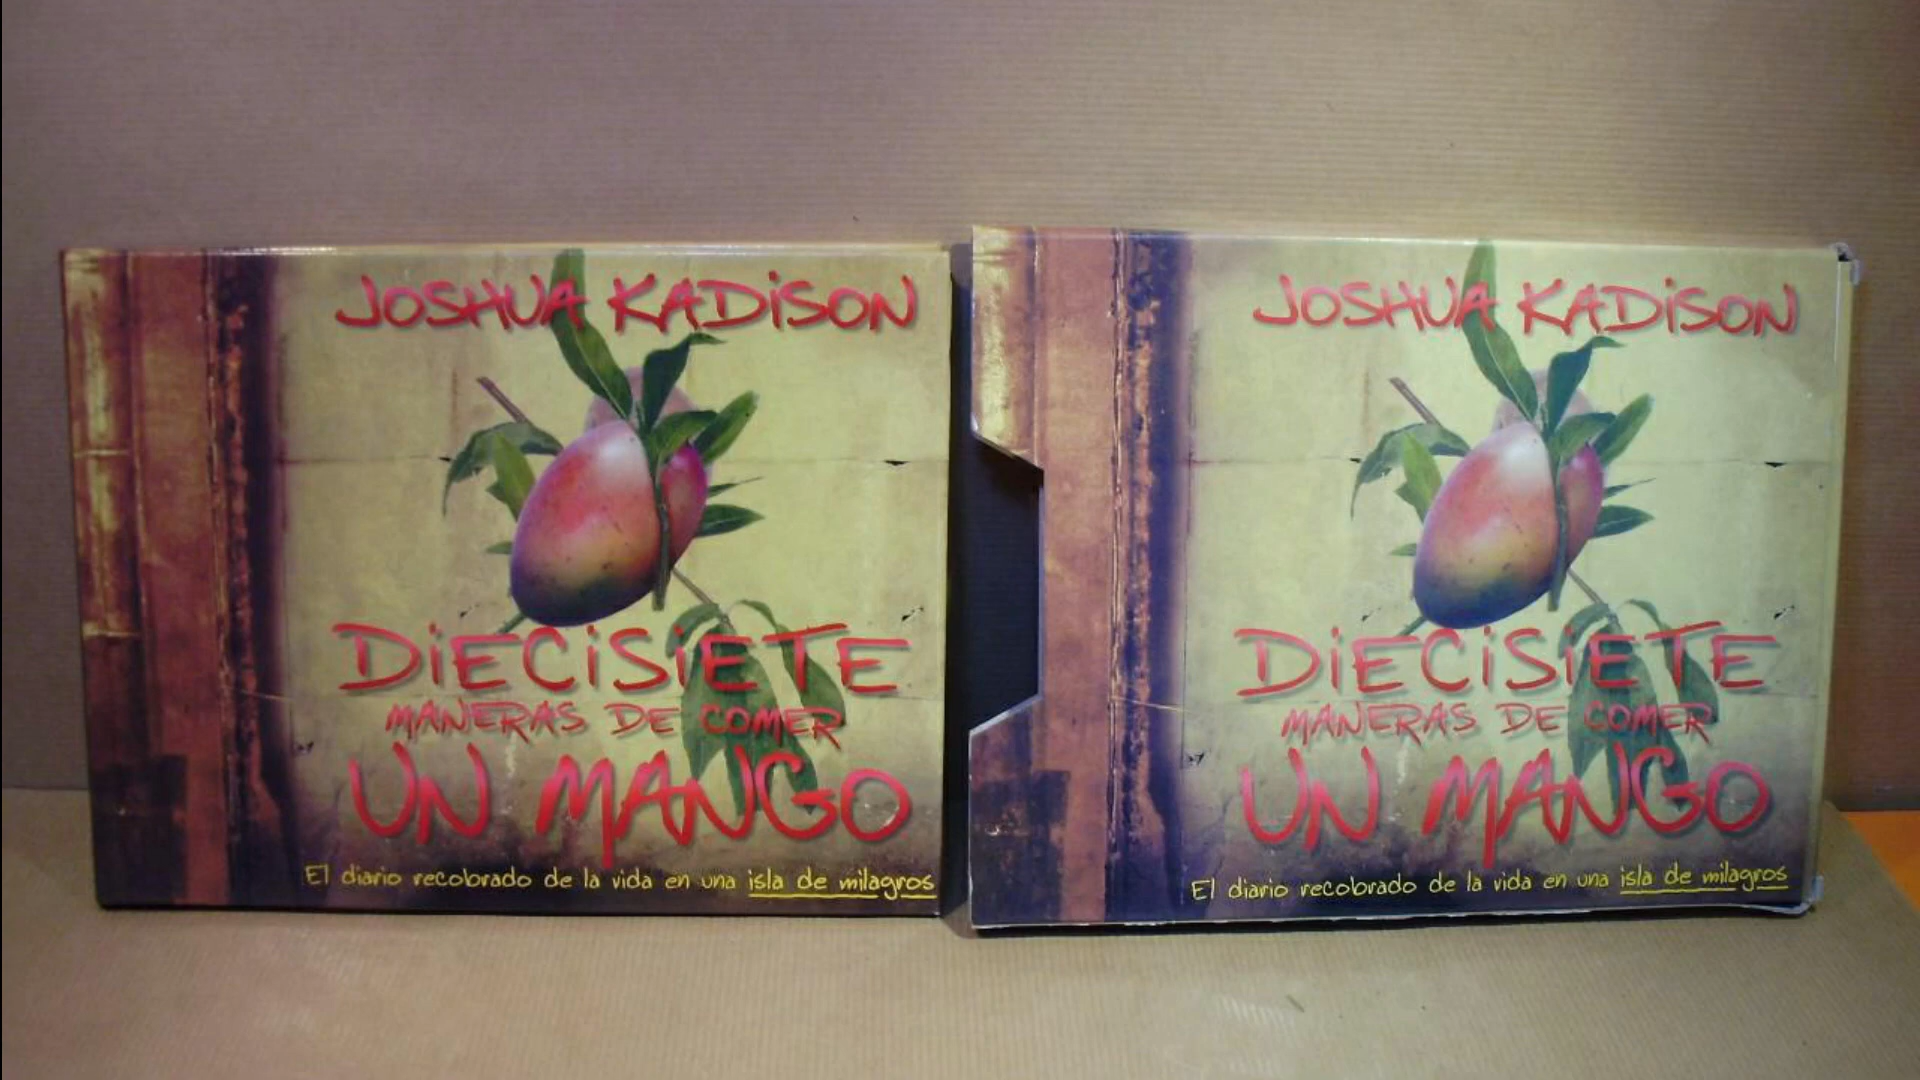 JOSHUA KADiSON
DiECiSiETE
MANERAS DE COMER
UN MANGO
El diario recobrado de la vida en una isla de milagros
JOSHUA KADiSON
DiECiSiETE
MANERAS DE COMER
UN MANGO
El diario recobrado de la vida en una isla de milagros